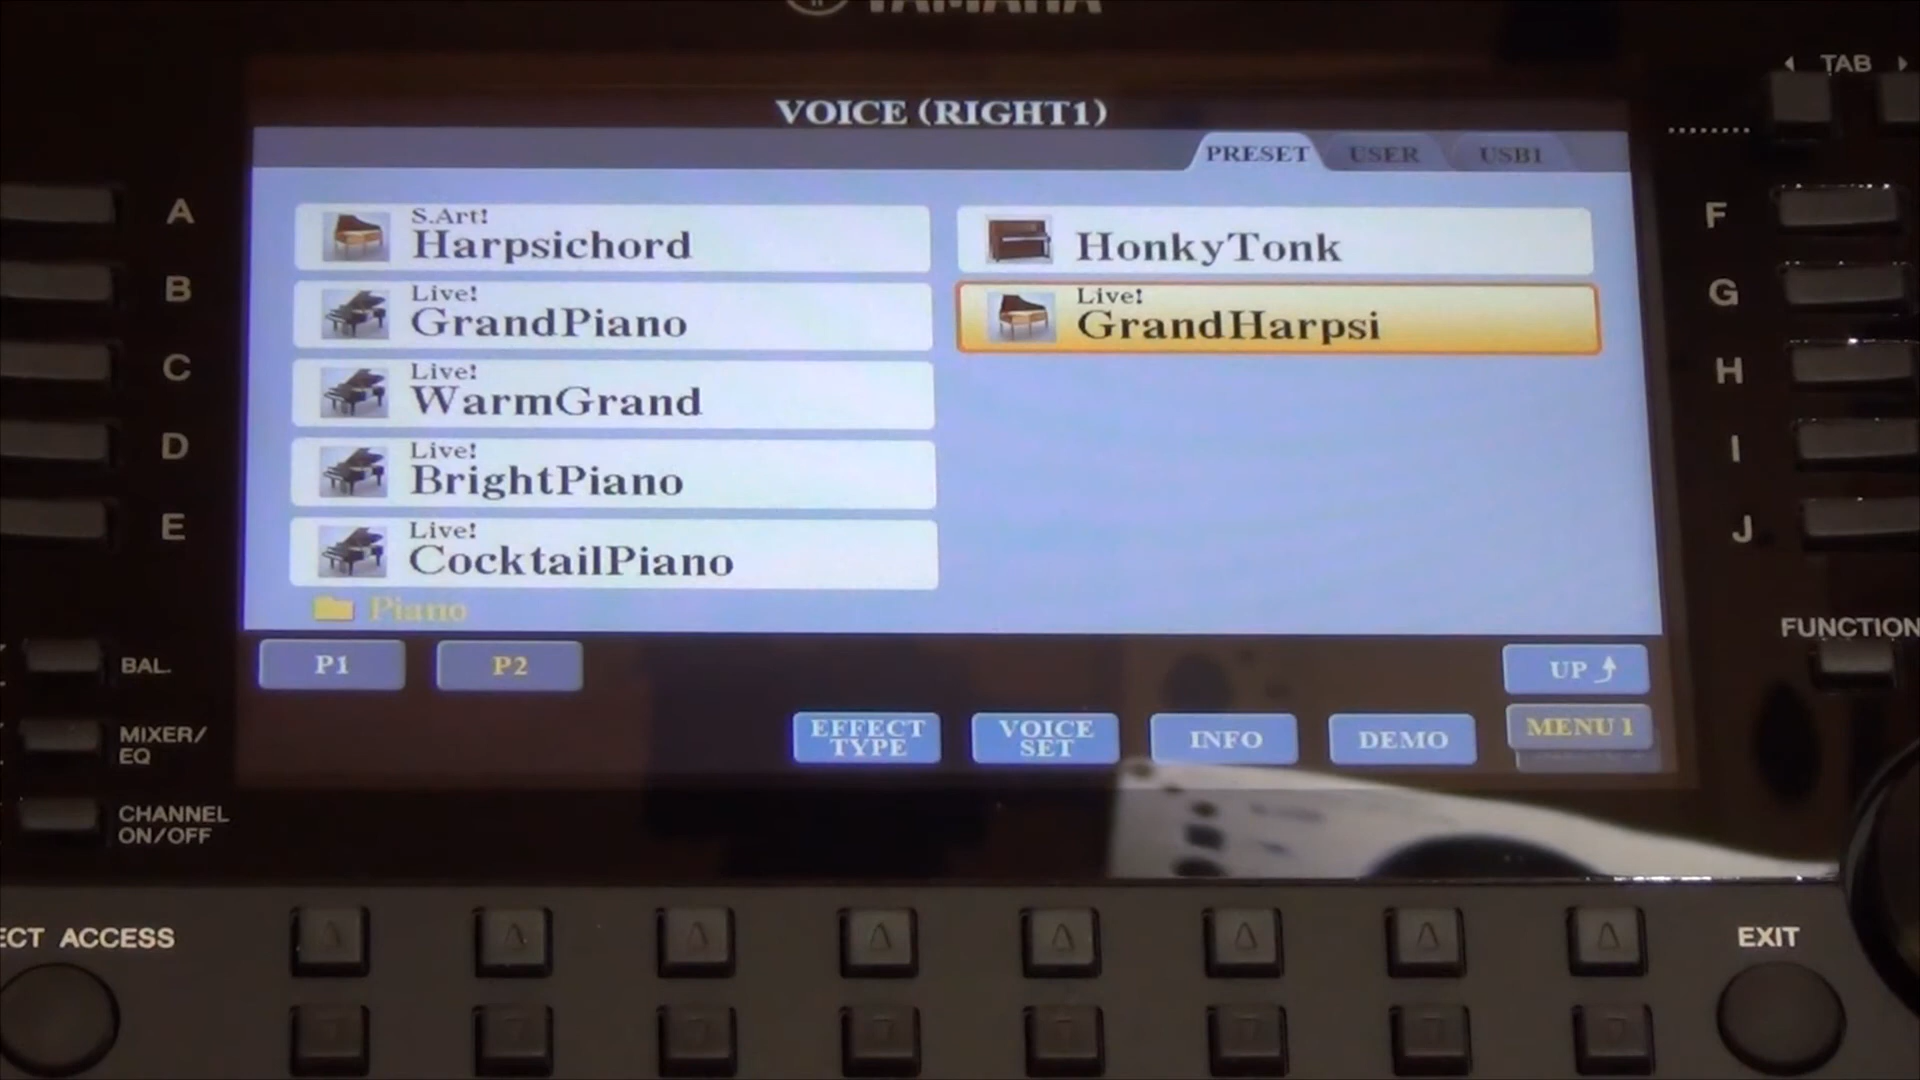 YAMAHA
TAB
VOICE (RIGHT1)
PRESET
USER
USB1
A
S.Art!
Harpsichord
HonkyTonk
F
B
Live!
GrandPiano
Live!
GrandHarpsi
G
C
Live!
WarmGrand
H
D
Live!
BrightPiano
I
E
Live!
CocktailPiano
J
Piano
FUNCTION
BAL.
P1
P2
UP
MIXER/
EQ
EFFECT
TYPE
VOICE
SET
INFO
DEMO
MENU 1
CHANNEL
ON/OFF
ECT ACCESS
EXIT